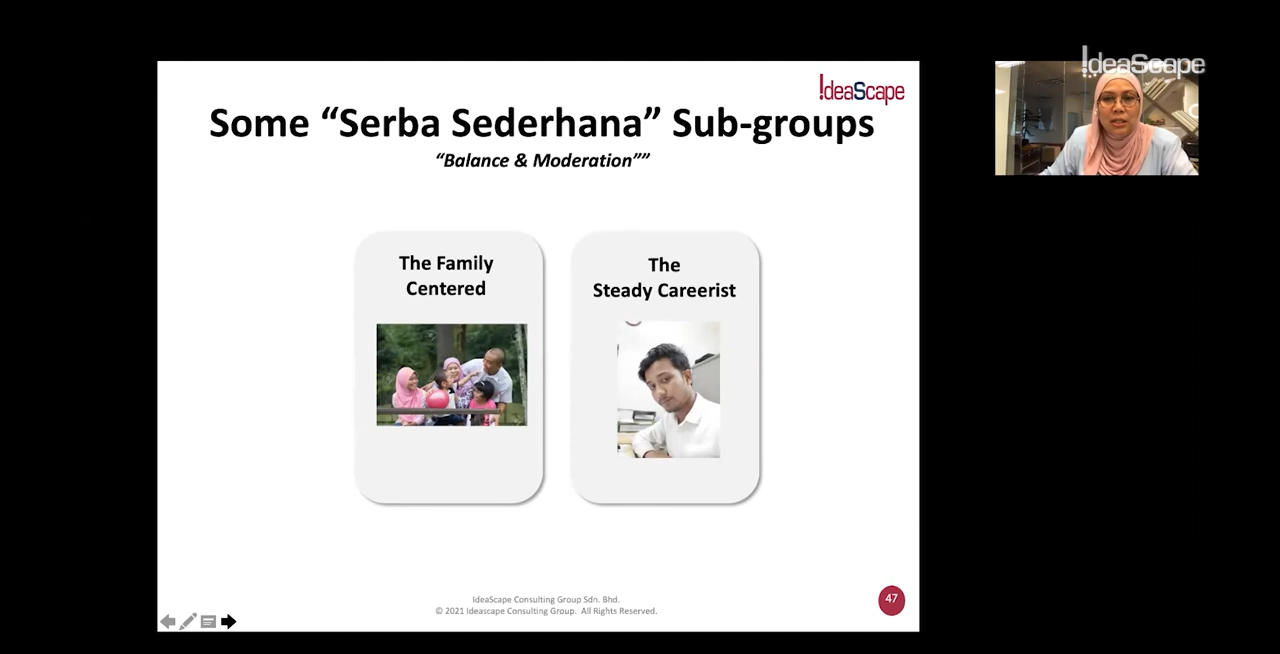 IdeaScape
Some “Serba Sederhana” Sub-groups
“Balance & Moderation””
The Family
Centered
The
Steady Careerist
IdeaScape Consulting Group Sdn. Bhd.
© 2021 Ideascape Consulting Group. All Rights Reserved.
47
IdeaScape